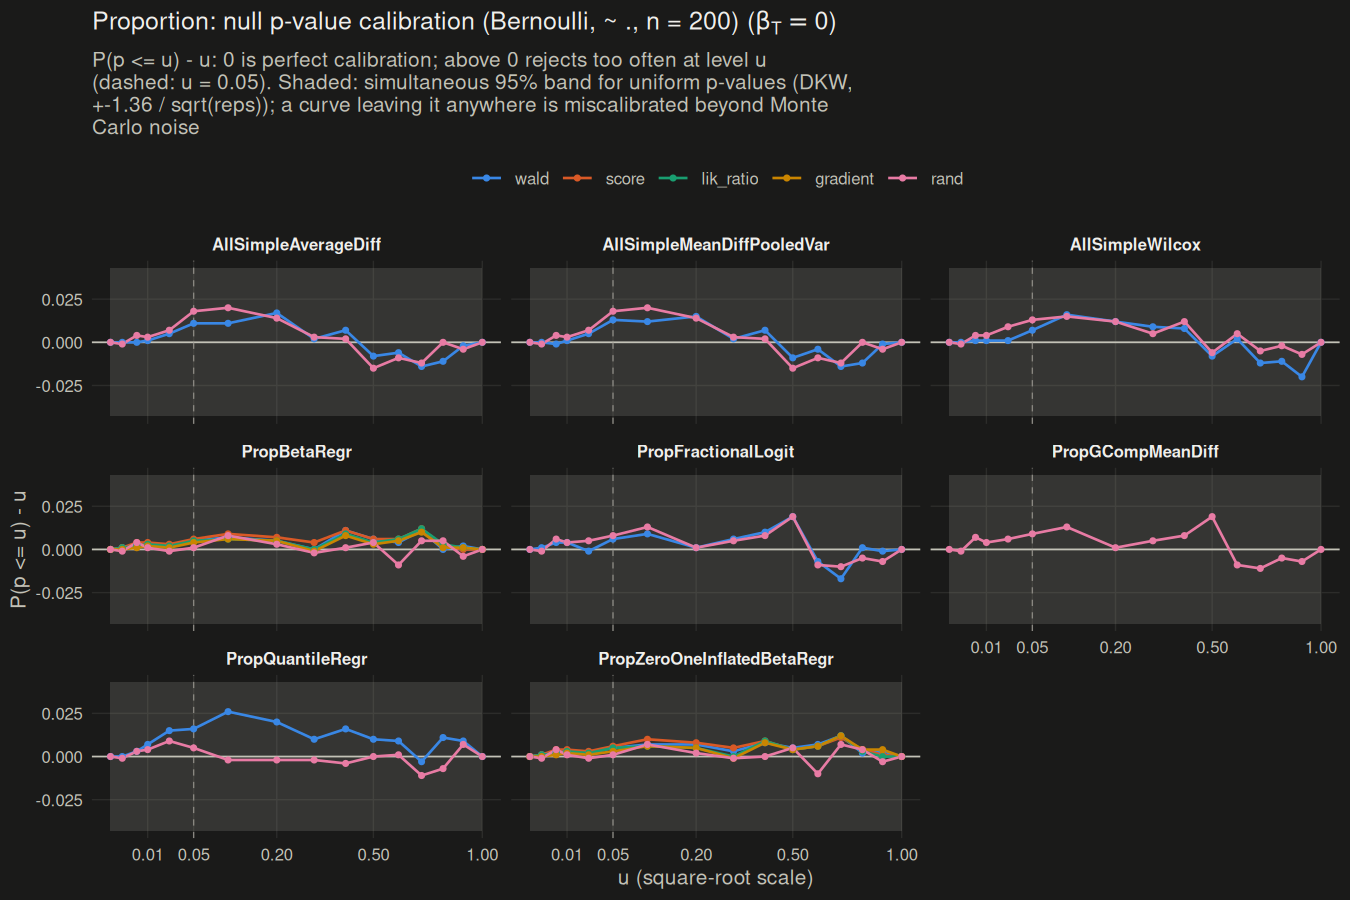 Proportion: null p-value calibration (Bernoulli, ~ ., n = 200) (βT = 0)
P(p <= u) - u: 0 is perfect calibration; above 0 rejects too often at level u
(dashed: u = 0.05). Shaded: simultaneous 95% band for uniform p-values (DKW,
+-1.36 / sqrt(reps)); a curve leaving it anywhere is miscalibrated beyond Monte
Carlo noise
wald score lik_ratio gradient rand
AllSimpleAverageDiff AllSimpleMeanDiffPooledVar AllSimpleWilcox
0.025
0.000
-0.025
PropBetaRegr PropFractionalLogit PropGCompMeanDiff
P(p <= u) - u
0.025
0.000
-0.025
0.01 0.05 0.20 0.50 1.00
PropQuantileRegr PropZeroOneInflatedBetaRegr
0.025
0.000
-0.025
0.01 0.05 0.20 0.50 1.00 0.01 0.05 0.20 0.50 1.00
u (square-root scale)